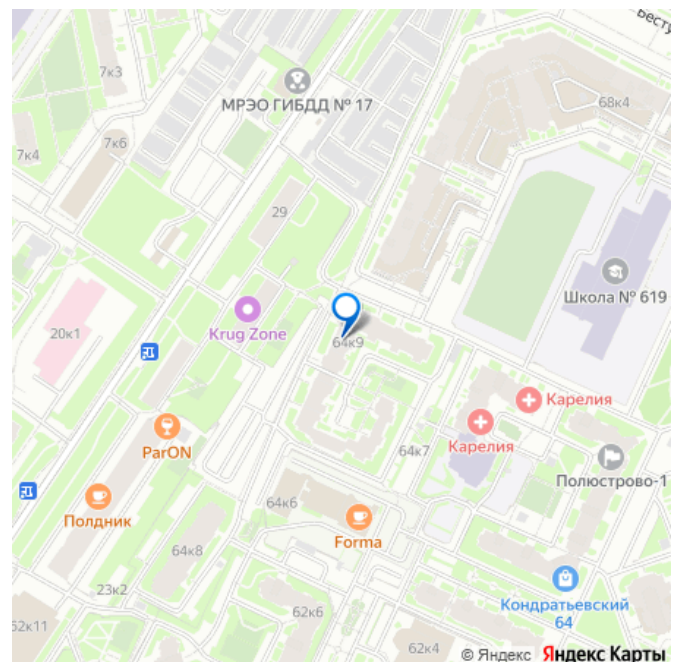 Бесту
7к3
МРЭО ГИБДД № 17
68к4
7к6
7к4
29
Школа № 619
Krug Zone
20к1
64к9
Карелия
ParON
Карелия
64к7
Полюстрово-1
Полдник
64к6
Forma
64к8
23к2
Кондратьевский
64
62к6
52к11
62к4
© Яндекс Яндекс Карты